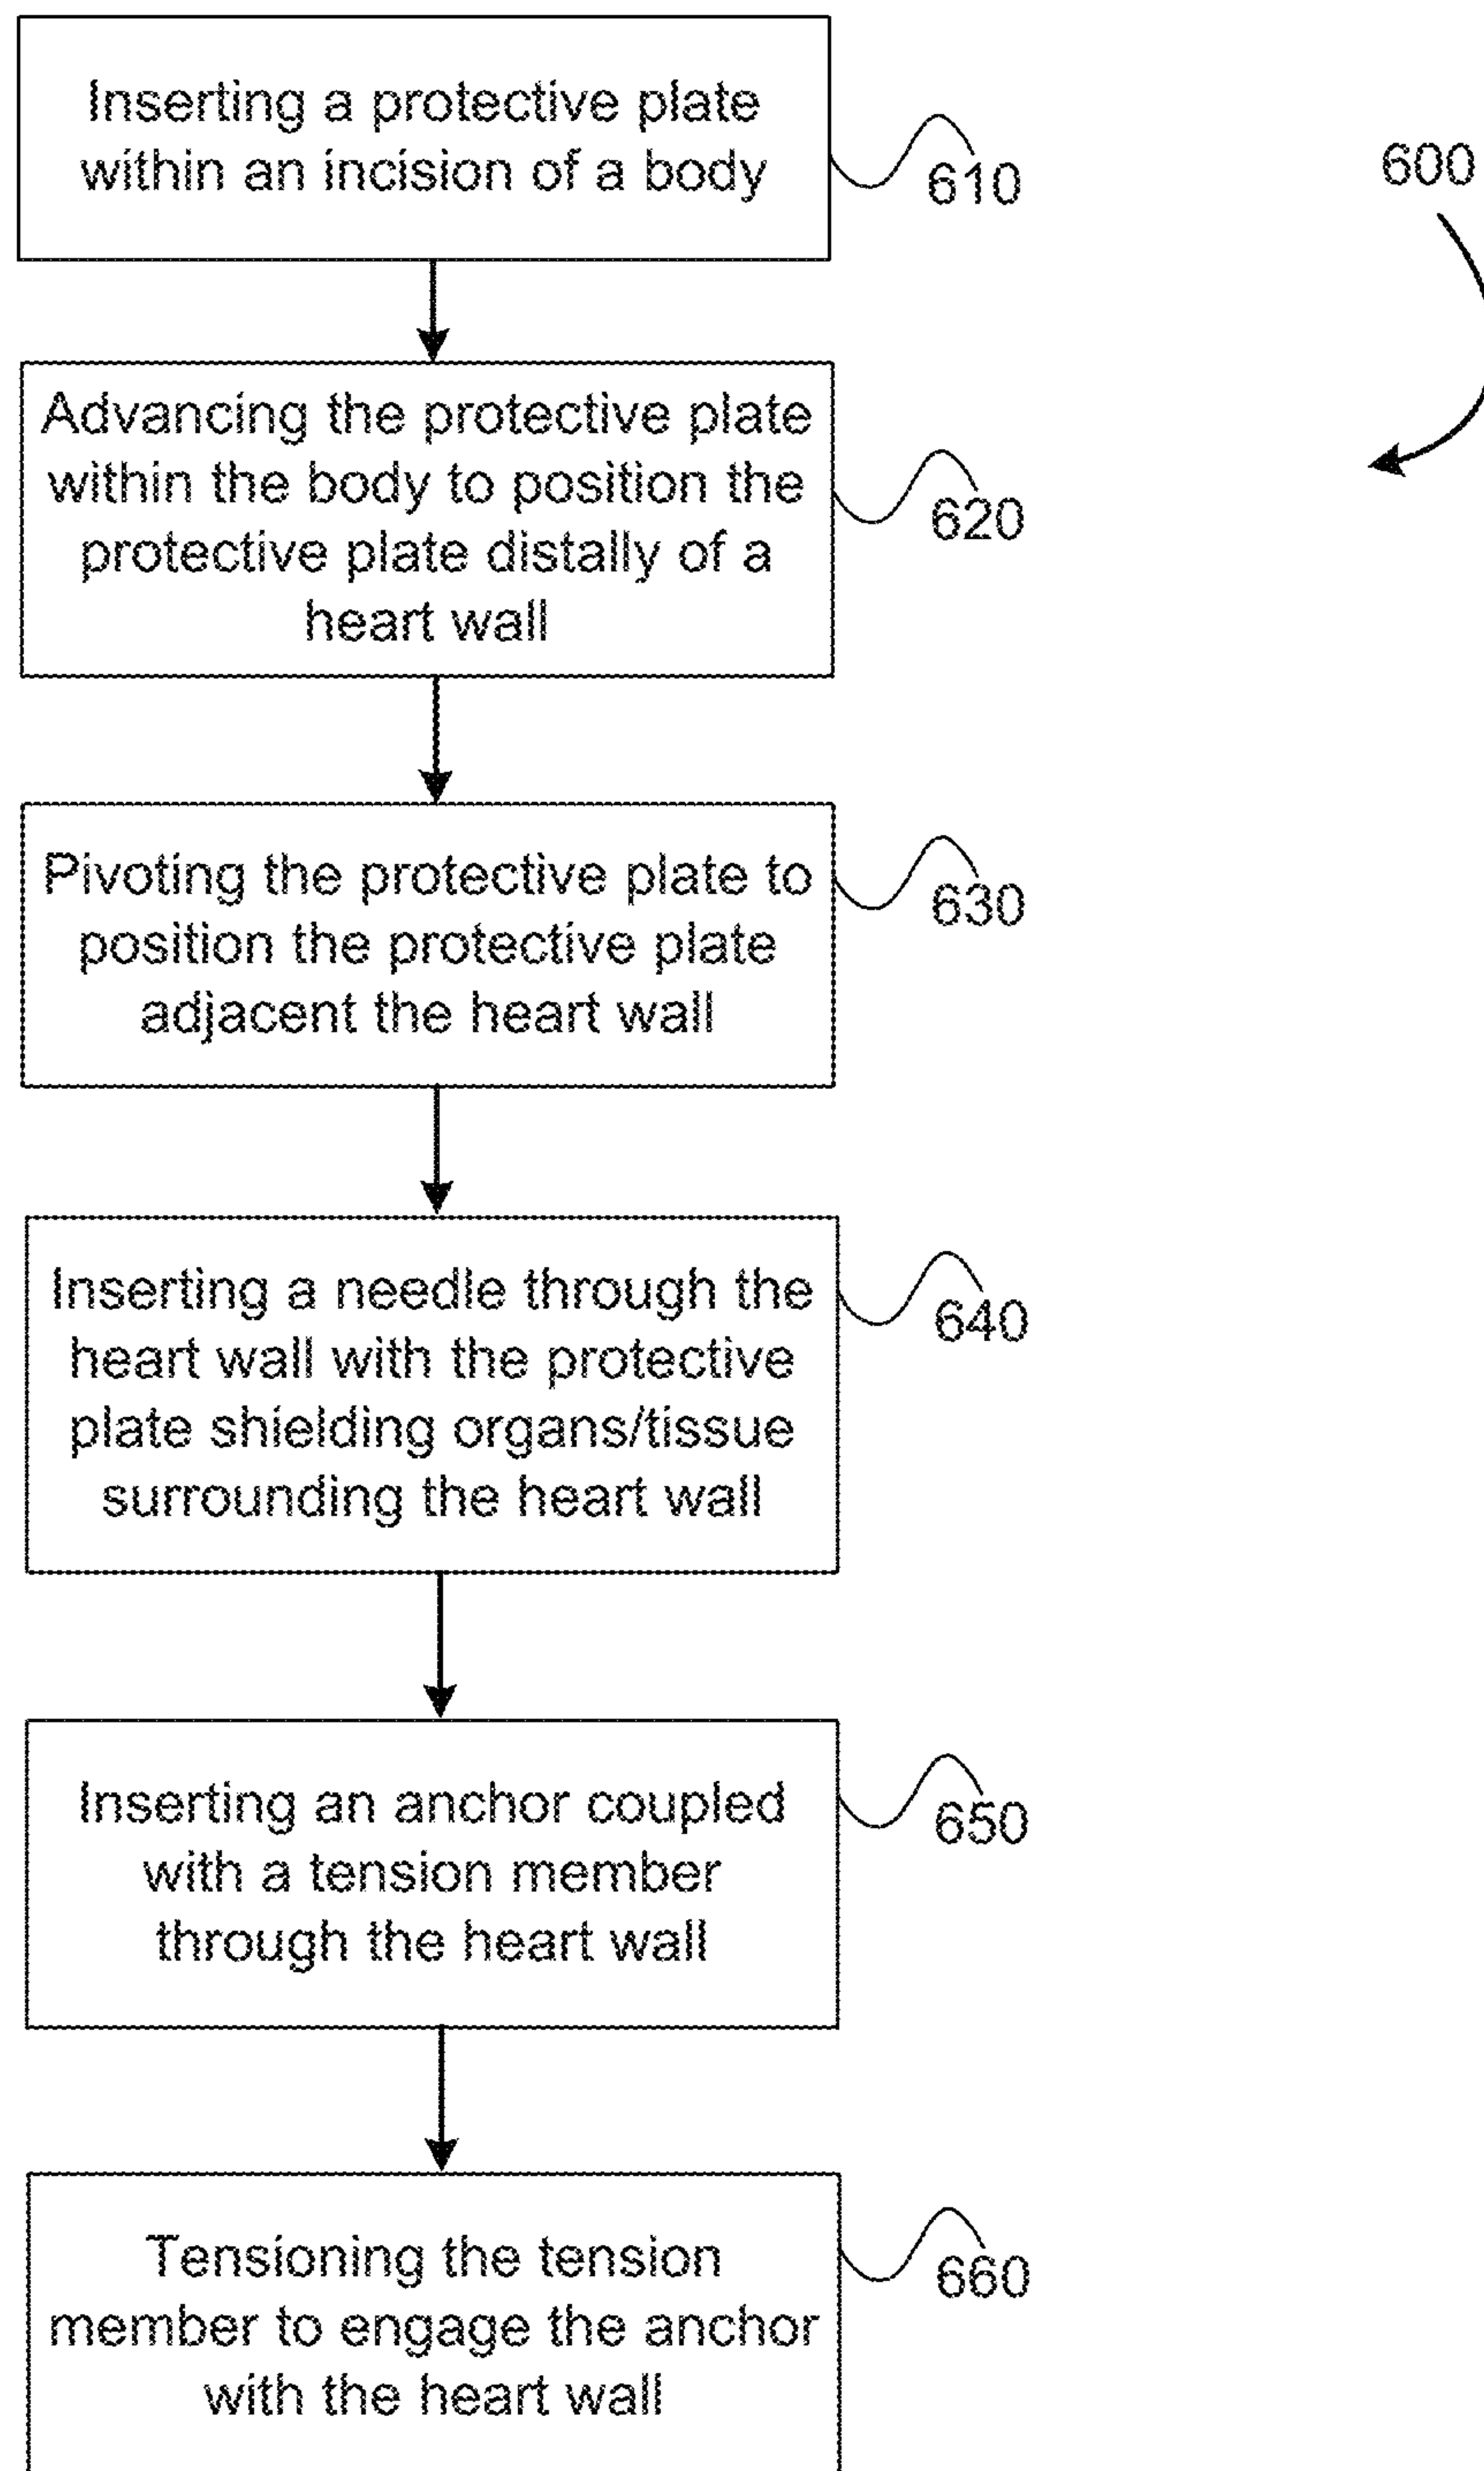 Inserting a protective plate
within an incision of a body
610
600
Advancing the protective plate
within the body to position the
protective plate distally of a
heart wall
620
Pivoting the protective plate to
position the protective plate
adjacent the heart wall
630
Inserting a needle through the
heart wall with the protective
plate shielding organs/tissue
surrounding the heart wall
640
Inserting an anchor coupled
with a tension member
through the heart wall
650
Tensioning the tension
member to engage the anchor
with the heart wall
660